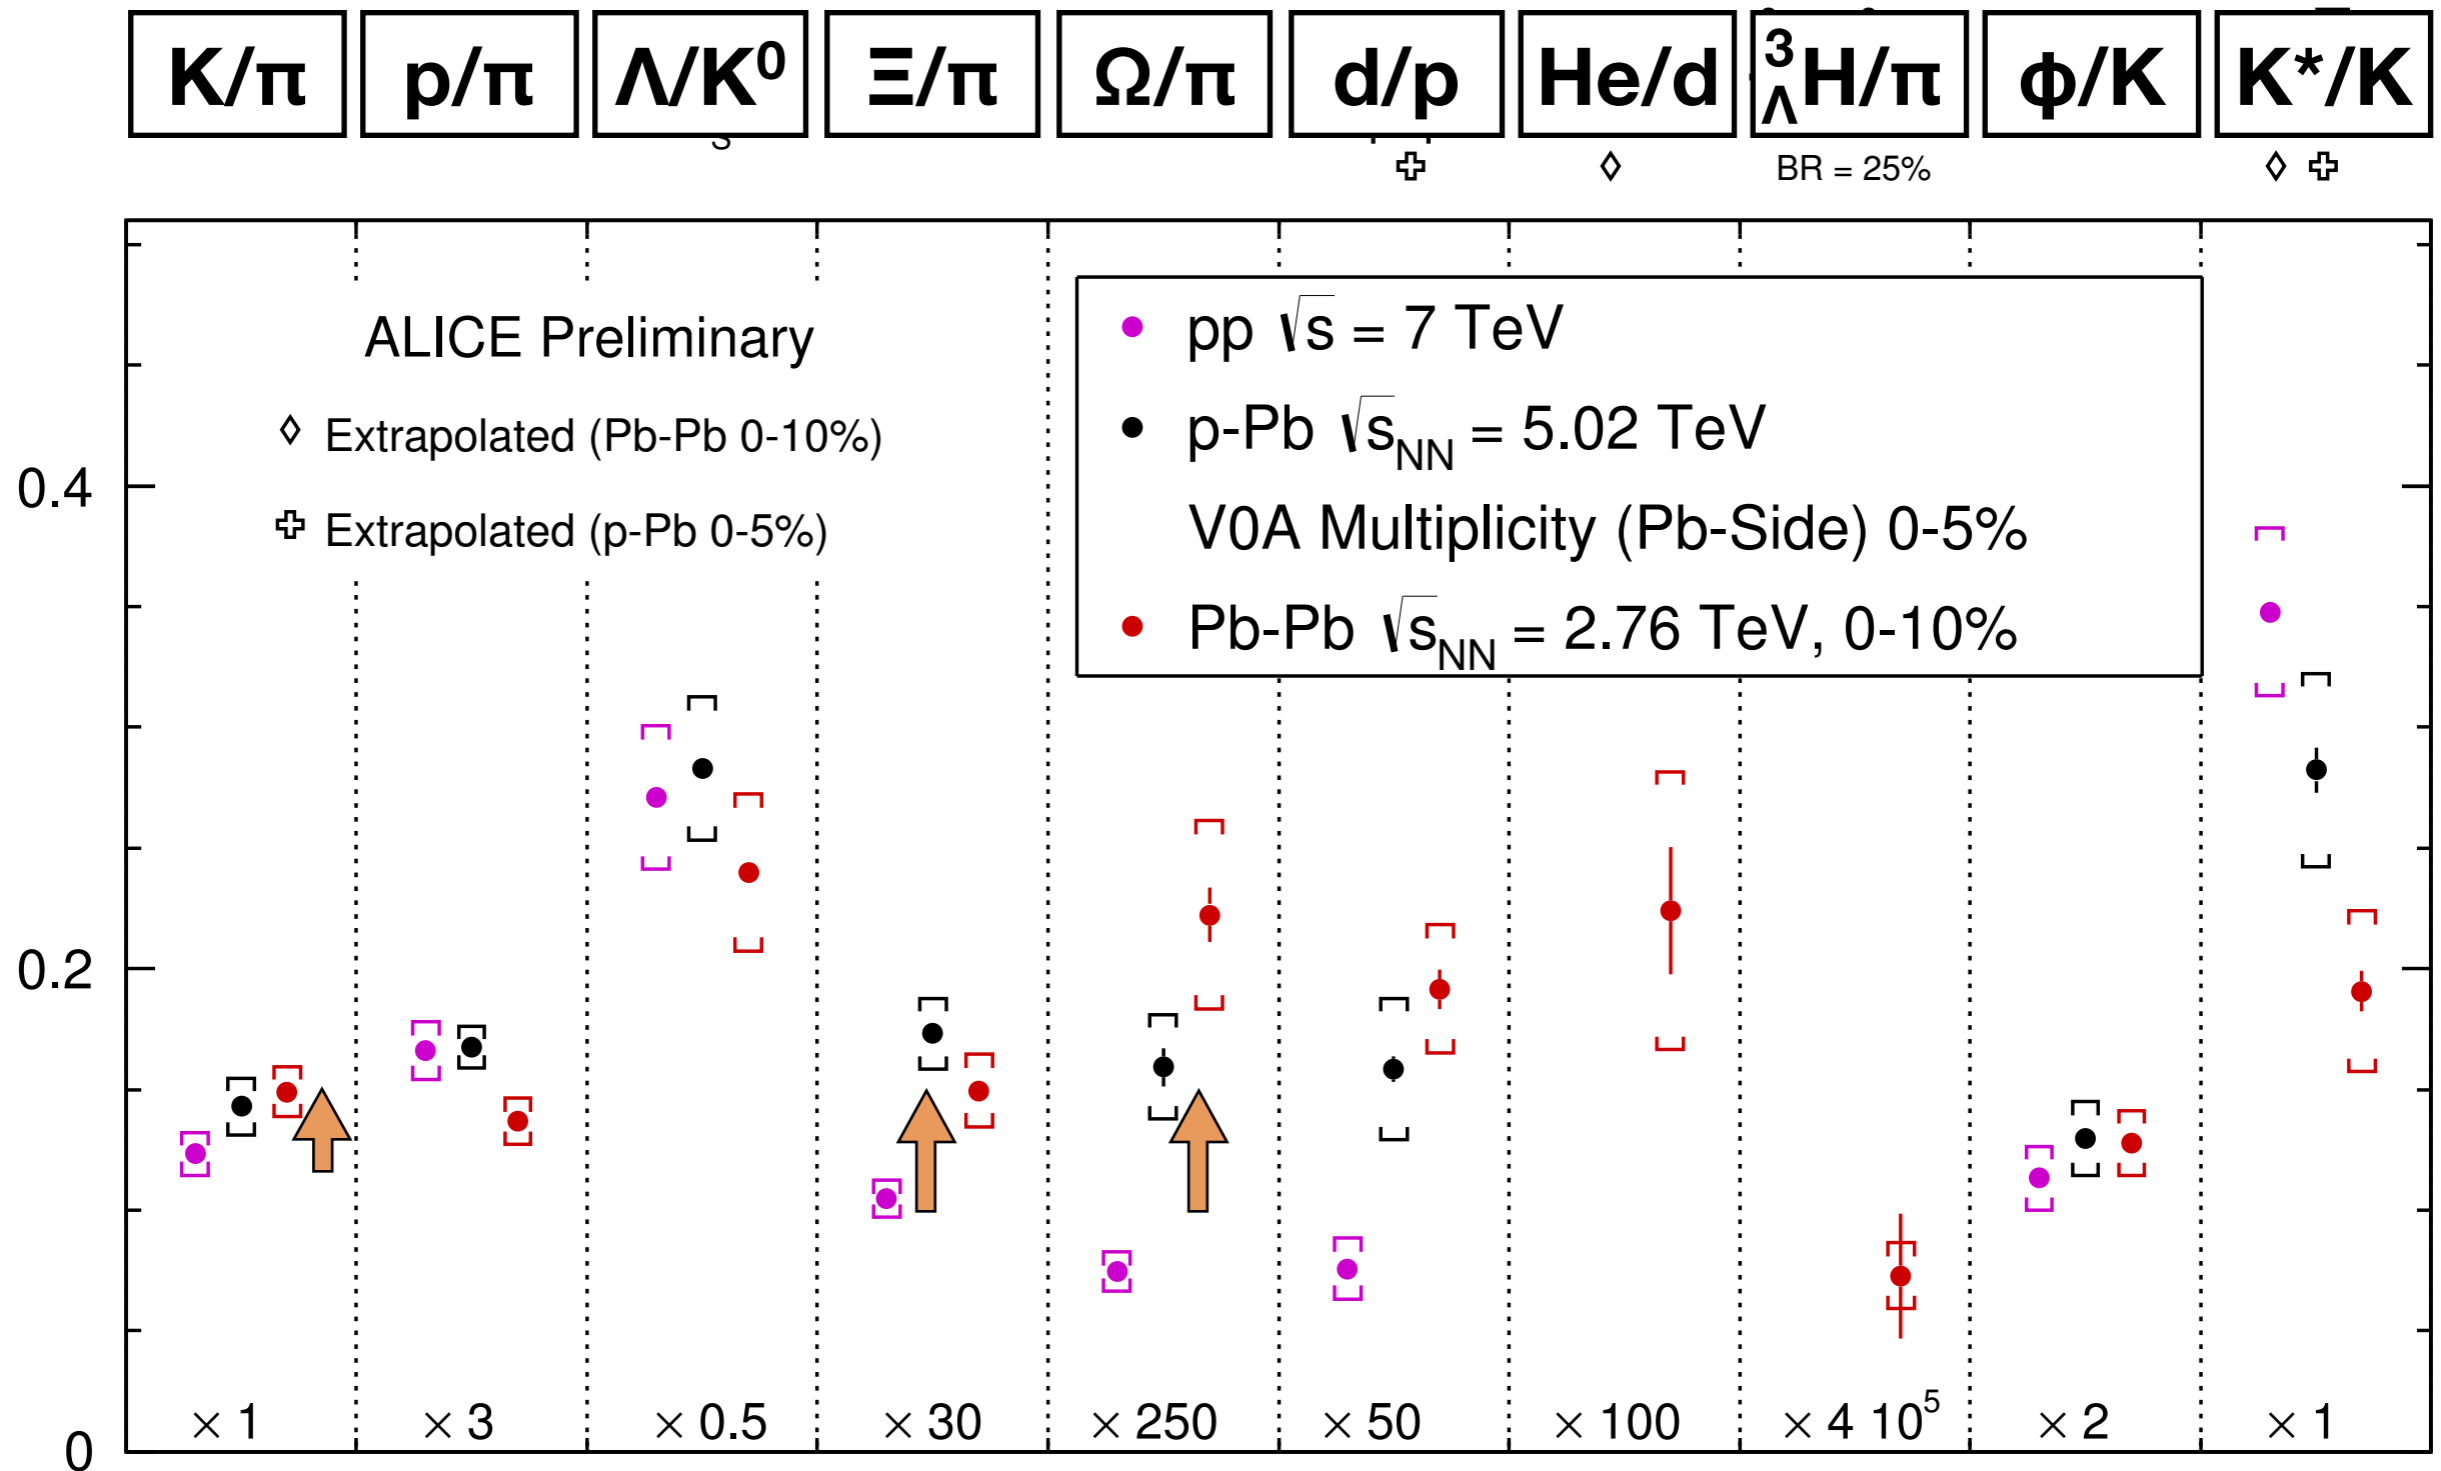 K/π p/π Λ/K⁰ Ξ/π Ω/π d/p He/d ³ΛH/π ϕ/K K*/K
S
BR = 25%
ALICE Preliminary
◊ Extrapolated (Pb-Pb 0-10%)
Extrapolated (p-Pb 0-5%)
pp √s = 7 TeV
p-Pb √sNN = 5.02 TeV
V0A Multiplicity (Pb-Side) 0-5%
Pb-Pb √sNN = 2.76 TeV, 0-10%
0.4
0.2
0
× 1 × 3 × 0.5 × 30 × 250 × 50 × 100 × 4 10⁵ × 2 × 1